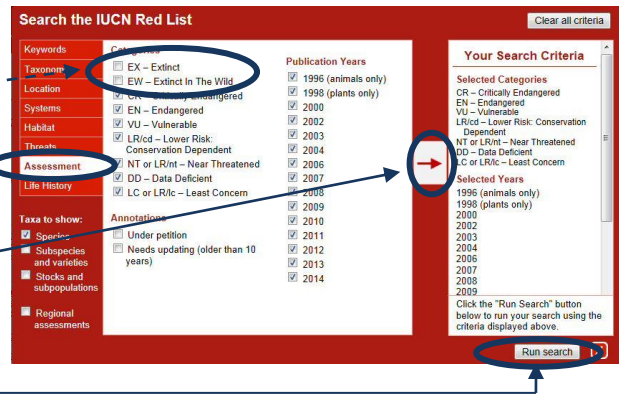 Search the IUCN Red List
Clear all criteria
Keywords
Taxonomy
Location
Systems
Habitat
Threats
Assessment
Life History
Taxa to show:
Species
Subspecies
and varieties
Stocks and
subpopulations
Regional
assessments
Categories
EX – Extinct
EW – Extinct In The Wild
CR – Critically Endangered
EN – Endangered
VU – Vulnerable
LR/cd – Lower Risk:
Conservation Dependent
NT or LR/nt – Near Threatened
DD – Data Deficient
LC or LR/lc – Least Concern
Annotations
Under petition
Needs updating (older than 10
years)
Publication Years
1996 (animals only)
1998 (plants only)
2000
2002
2003
2004
2006
2007
2008
2009
2010
2011
2012
2013
2014
Your Search Criteria
Selected Categories
CR – Critically Endangered
EN – Endangered
VU – Vulnerable
LR/cd – Lower Risk: Conservation
Dependent
NT or LR/nt – Near Threatened
DD – Data Deficient
LC or LR/lc – Least Concern
Selected Years
1996 (animals only)
1998 (plants only)
2000
2002
2003
2004
2006
2007
2008
2009
Click the "Run Search" button
below to run your search using the
criteria displayed above.
Run search